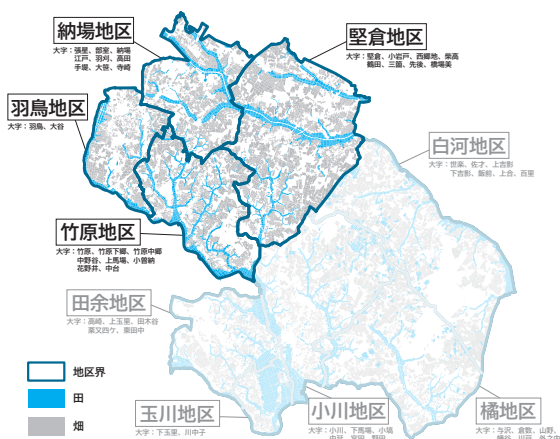 納場地区
大字：張星、部室、納場
江戸、羽刈、高田
手堤、大笹、寺崎
堅倉地区
大字：堅倉、小岩戸、西郷地、柴高
鶴田、三箇、先後、橋場美
羽鳥地区
大字：羽鳥、大谷
白河地区
大字：世楽、佐才、上吉影
下吉影、飯前、上合、百里
竹原地区
大字：竹原、竹原下郷、竹原中郷
中野谷、上馬場、小曽納
花野井、中台
田余地区
大字：高崎、上玉里、田木谷
栗又四ケ、栗田中
地区界
田
畑
玉川地区
大字：下玉里、川中子
小川地区
大字：小川、下馬場、小塙
橘地区
大字：与沢、倉数、山野、